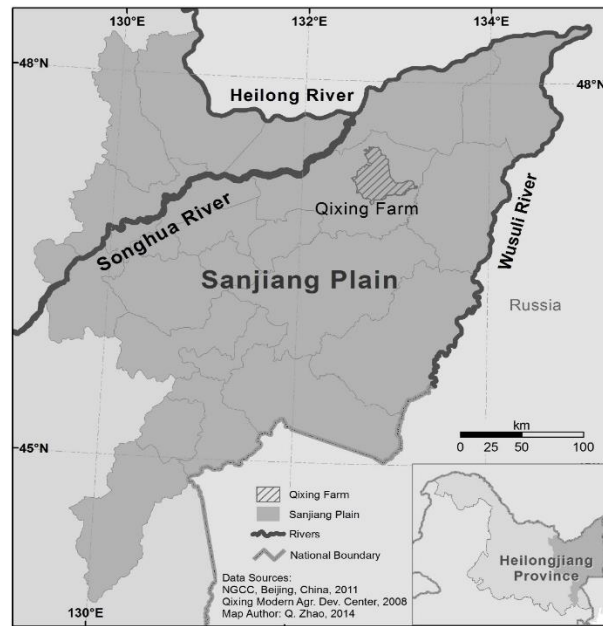 130°E
132°E
134°E
48°N
48°N
Heilong River
Songhua River
Qixing Farm
Wusuli River
Sanjiang Plain
Russia
km
0 25 50 100
45°N
Qixing Farm
Sanjiang Plain
Rivers
National Boundary
Data Sources:
NGCC, Beijing, China, 2011
Qixing Modern Agr. Dev. Center, 2008
Map Author: Q. Zhao, 2014
Heilongjiang
Province
130°E